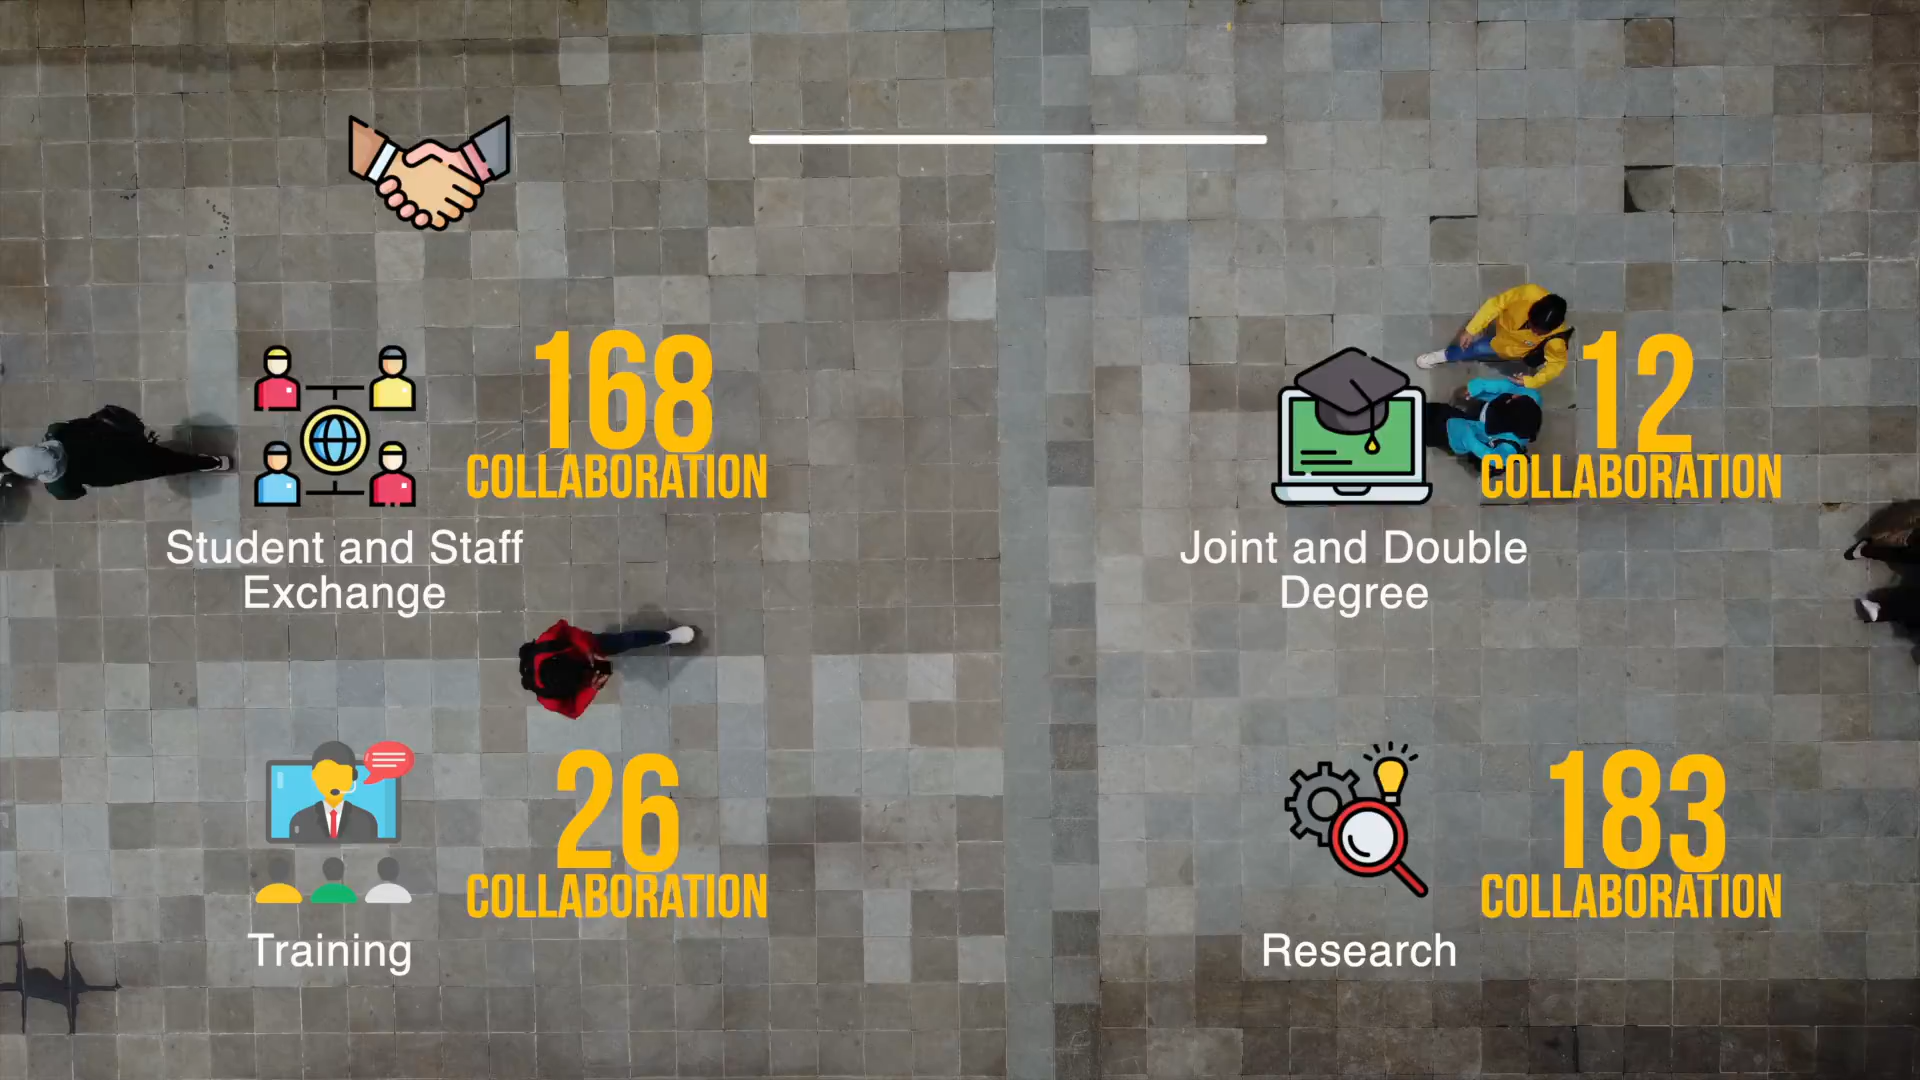 168
COLLABORATION
Student and Staff
Exchange
12
COLLABORATION
Joint and Double
Degree
26
COLLABORATION
Training
183
COLLABORATION
Research